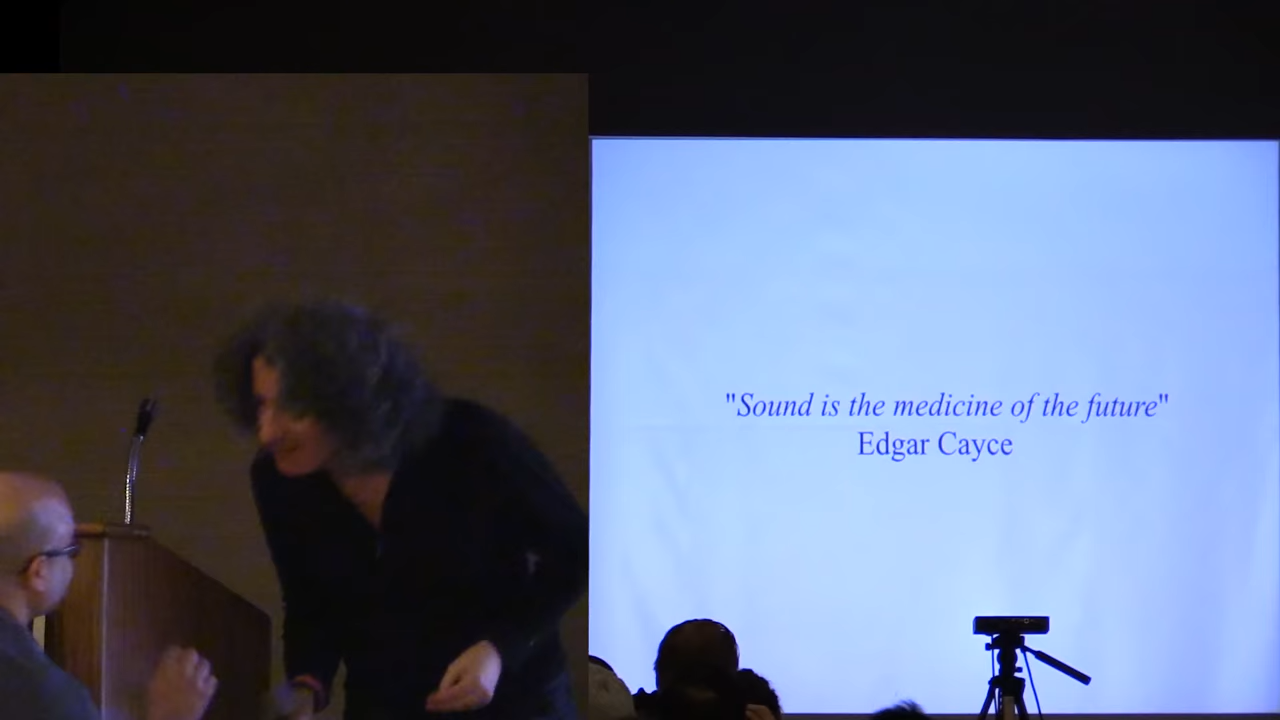 "Sound is the medicine of the future"
Edgar Cayce